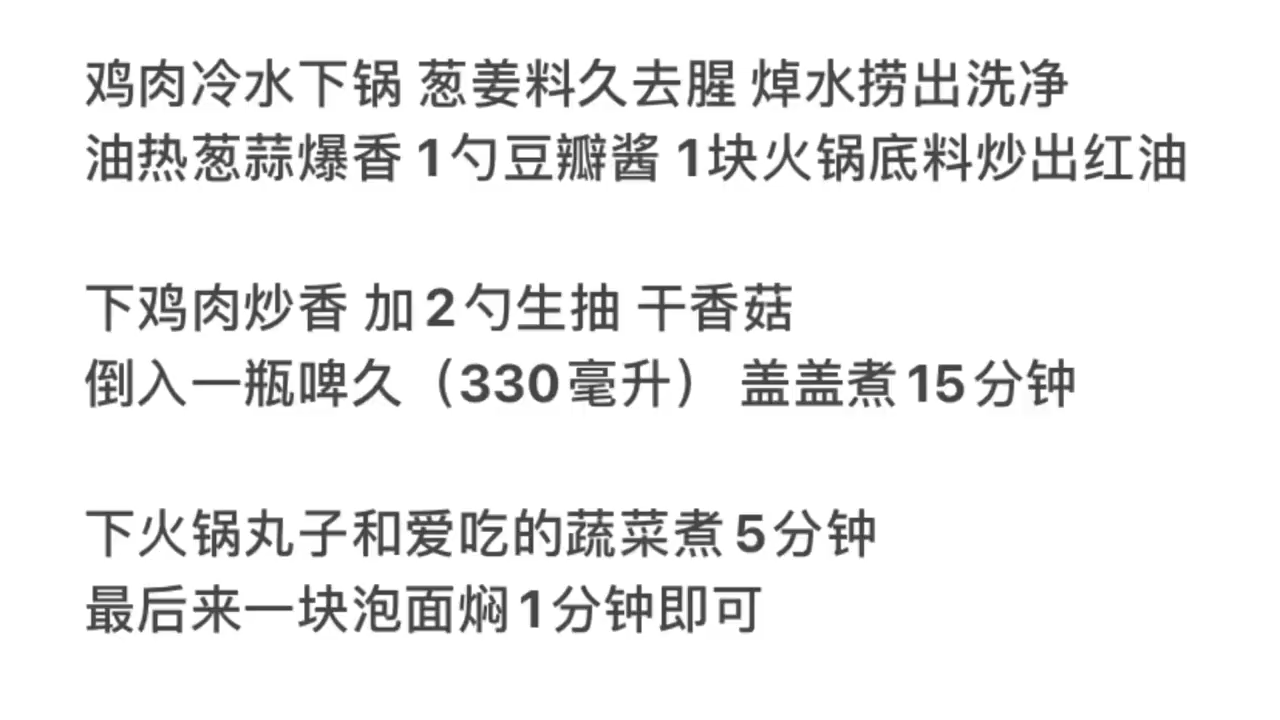 鸡肉冷水下锅 葱姜料久去腥 焯水捞出洗净
油热葱蒜爆香 1勺豆瓣酱 1块火锅底料炒出红油
下鸡肉炒香 加2勺生抽 干香菇
倒入一瓶啤久（330毫升） 盖盖煮15分钟
下火锅丸子和爱吃的蔬菜煮5分钟
最后来一块泡面焖1分钟即可